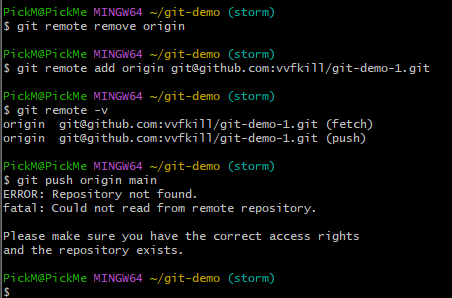 PickM@PickMe MINGW64 ~/git-demo (storm)
$ git remote remove origin
PickM@PickMe MINGW64 ~/git-demo (storm)
$ git remote add origin git@github.com:vvfkill/git-demo-1.git
PickM@PickMe MINGW64 ~/git-demo (storm)
$ git remote -v
origin  git@github.com:vvfkill/git-demo-1.git (fetch)
origin  git@github.com:vvfkill/git-demo-1.git (push)
PickM@PickMe MINGW64 ~/git-demo (storm)
$ git push origin main
ERROR: Repository not found.
fatal: Could not read from remote repository.
Please make sure you have the correct access rights
and the repository exists.
PickM@PickMe MINGW64 ~/git-demo (storm)
$